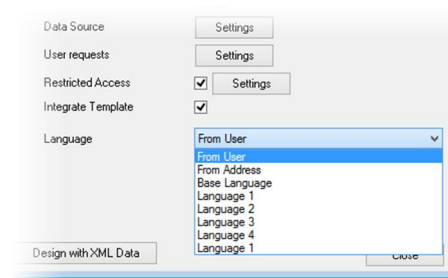 Data Source Settings
User requests Settings
Restricted Access Settings
Integrate Template
Language From User
From User
From Address
Base Language
Language 1
Language 2
Language 3
Language 4
Language 1
Design with XML Data Close